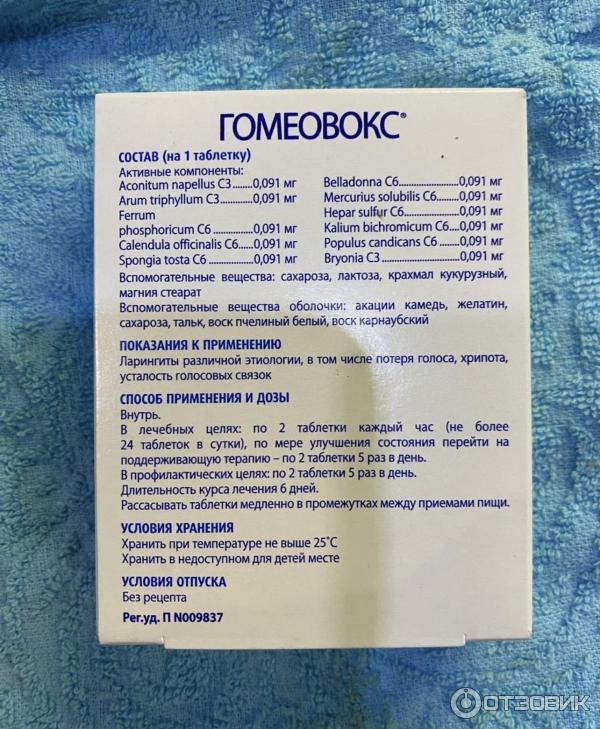 ГОМЕОВОКС®
СОСТАВ (на 1 таблетку)
Активные компоненты:
Aconitum napellus C3.......0,091 мг
Arum triphyllum C3............0,091 мг
Ferrum
phosphoricum C6..............0,091 мг
Calendula officinalis C6......0,091 мг
Spongia tosta C6................0,091 мг
Belladonna C6......................0,091 мг
Mercurius solubilis C6.......0,091 мг
Hepar sulfur C6....................0,091 мг
Kalium bichromicum C6....0,091 мг
Populus candicans C6........0,091 мг
Bryonia C3............................0,091 мг
Вспомогательные вещества: сахароза, лактоза, крахмал кукурузный,
магния стеарат
Вспомогательные вещества оболочки: акации камедь, желатин,
сахароза, тальк, воск пчелиный белый, воск карнаубский
ПОКАЗАНИЯ К ПРИМЕНЕНИЮ
Ларингиты различной этиологии, в том числе потеря голоса, хрипота,
усталость голосовых связок
СПОСОБ ПРИМЕНЕНИЯ И ДОЗЫ
Внутрь.
В лечебных целях: по 2 таблетки каждый час (не более
24 таблеток в сутки), по мере улучшения состояния перейти на
поддерживающую терапию – по 2 таблетки 5 раз в день.
В профилактических целях: по 2 таблетки 5 раз в день.
Длительность курса лечения 6 дней.
Рассасывать таблетки медленно в промежутках между приемами пищи.
УСЛОВИЯ ХРАНЕНИЯ
Хранить при температуре не выше 25˚С
Хранить в недоступном для детей месте
УСЛОВИЯ ОТПУСКА
Без рецепта
Рег.уд. П N009837
ОТЗОВИК